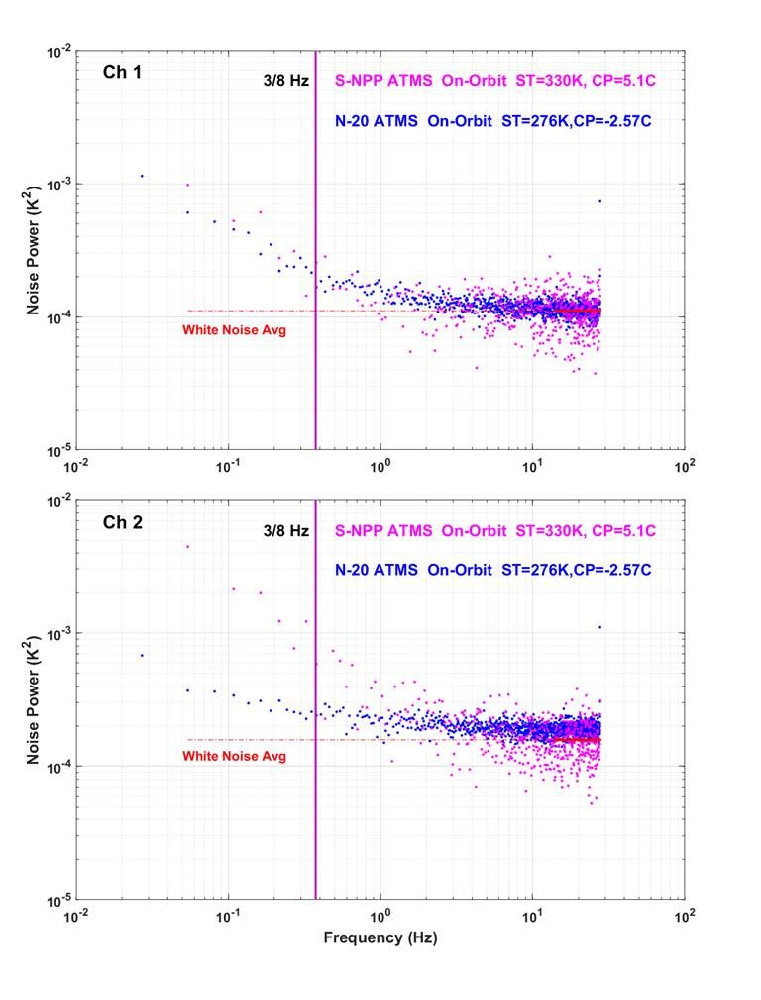 10-2
Ch 1
3/8 Hz
S-NPP ATMS On-Orbit ST=330K, CP=5.1C
N-20 ATMS On-Orbit ST=276K,CP=-2.57C
10-3
Noise Power (K2)
10-4
White Noise Avg
10-5
10-2 10-1 100 101 102
10-2
Ch 2
3/8 Hz
S-NPP ATMS On-Orbit ST=330K, CP=5.1C
N-20 ATMS On-Orbit ST=276K,CP=-2.57C
10-3
Noise Power (K2)
10-4
White Noise Avg
10-5
10-2 10-1 100 101 102
Frequency (Hz)